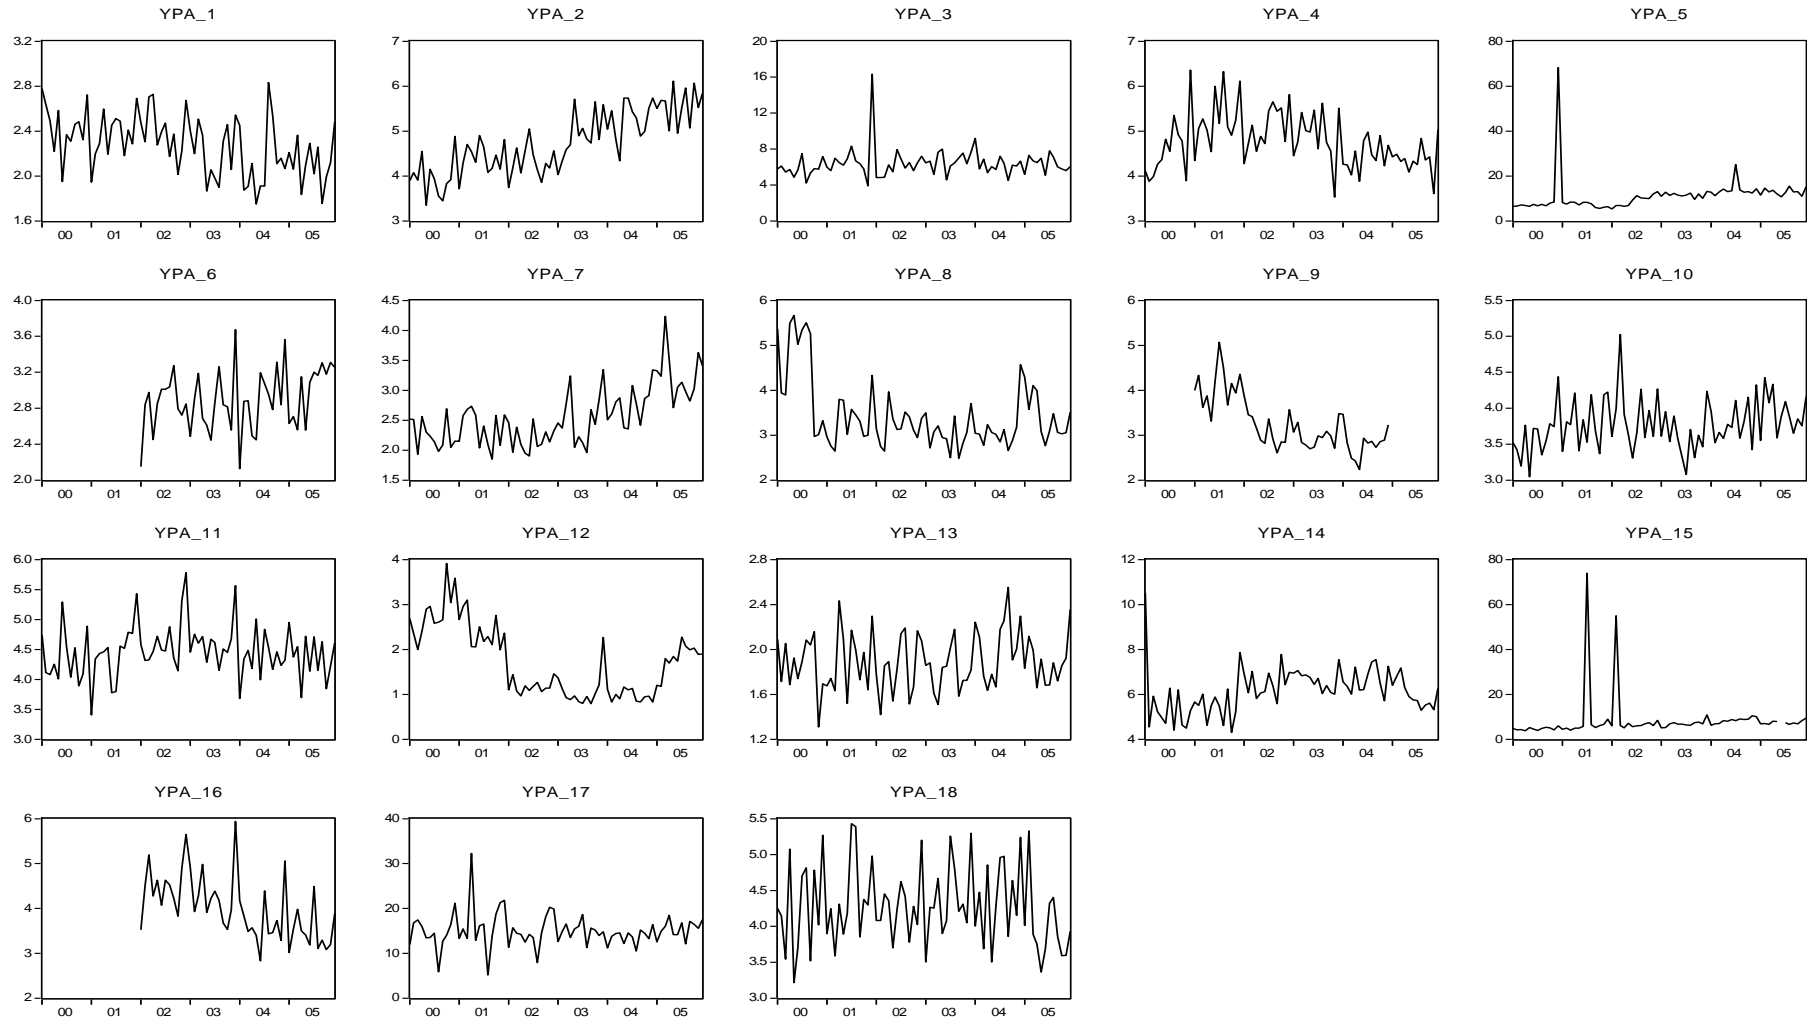 YPA_1 YPA_2 YPA_3 YPA_4 YPA_5
3.2 7 20 7 80
2.8 6 16 6 60
2.4 5 12 5 40
2.0 4 8 4 20
1.6 3 4 3 0
0
00 01 02 03 04 05 00 01 02 03 04 05 00 01 02 03 04 05 00 01 02 03 04 05 00 01 02 03 04 05
YPA_6 YPA_7 YPA_8 YPA_9 YPA_10
4.0 4.5 6 6 5.5
3.6 4.0 5 5 5.0
3.2 3.5 4 4 4.5
2.8 3.0 3 3 4.0
2.4 2.5 2 2 3.5
2.0 2.0 3.0
1.5
00 01 02 03 04 05 00 01 02 03 04 05 00 01 02 03 04 05 00 01 02 03 04 05 00 01 02 03 04 05
YPA_11 YPA_12 YPA_13 YPA_14 YPA_15
6.0 4 2.8 12 80
5.5 3 2.4 10 60
5.0 2 2.0 8 40
4.5 1 1.6 6 20
4.0 0 1.2 4 0
3.5
3.0
00 01 02 03 04 05 00 01 02 03 04 05 00 01 02 03 04 05 00 01 02 03 04 05 00 01 02 03 04 05
YPA_16 YPA_17 YPA_18
6 40 5.5
5 30 5.0
4 20 4.5
3 10 4.0
2 0 3.5
3.0
00 01 02 03 04 05 00 01 02 03 04 05 00 01 02 03 04 05